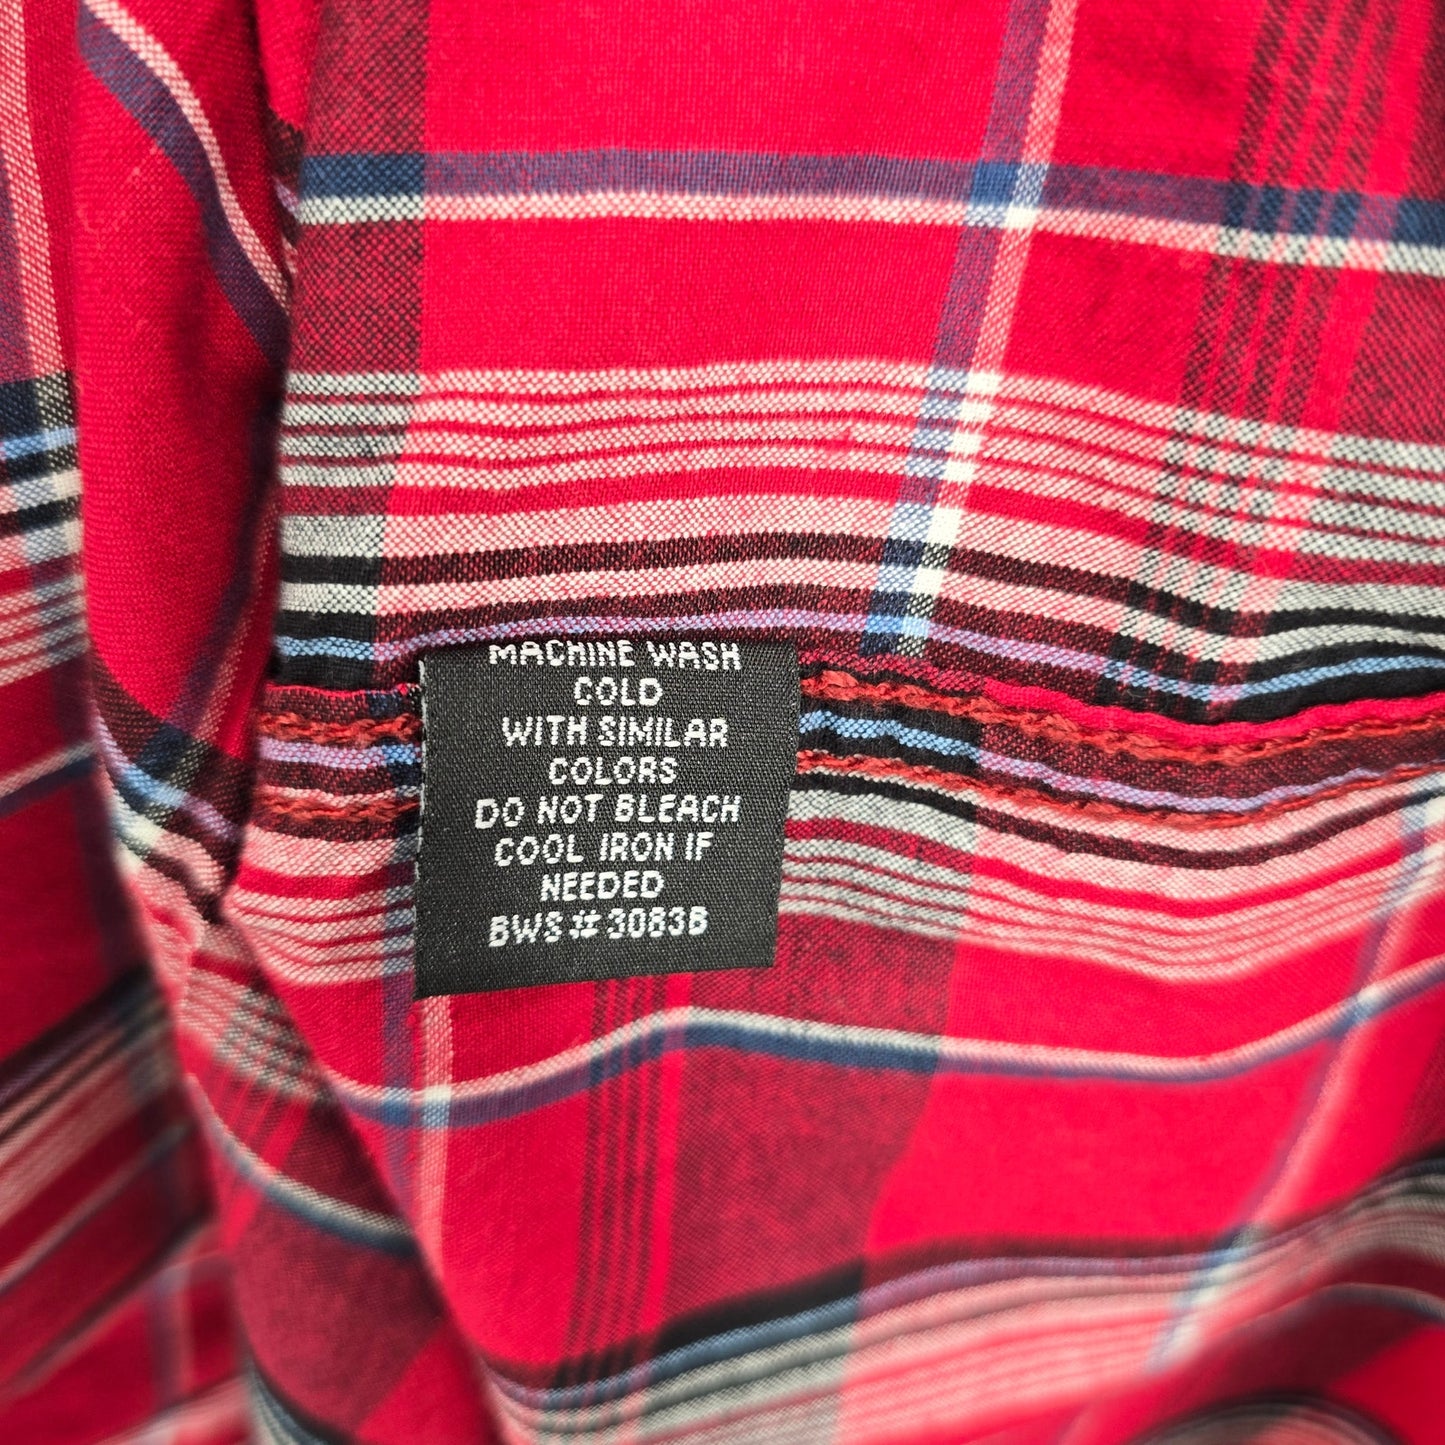 MACHINE WASH
COLD
WITH SIMILAR
COLORS
DO NOT BLEACH
COOL IRON IF
NEEDED
BWS # 30838